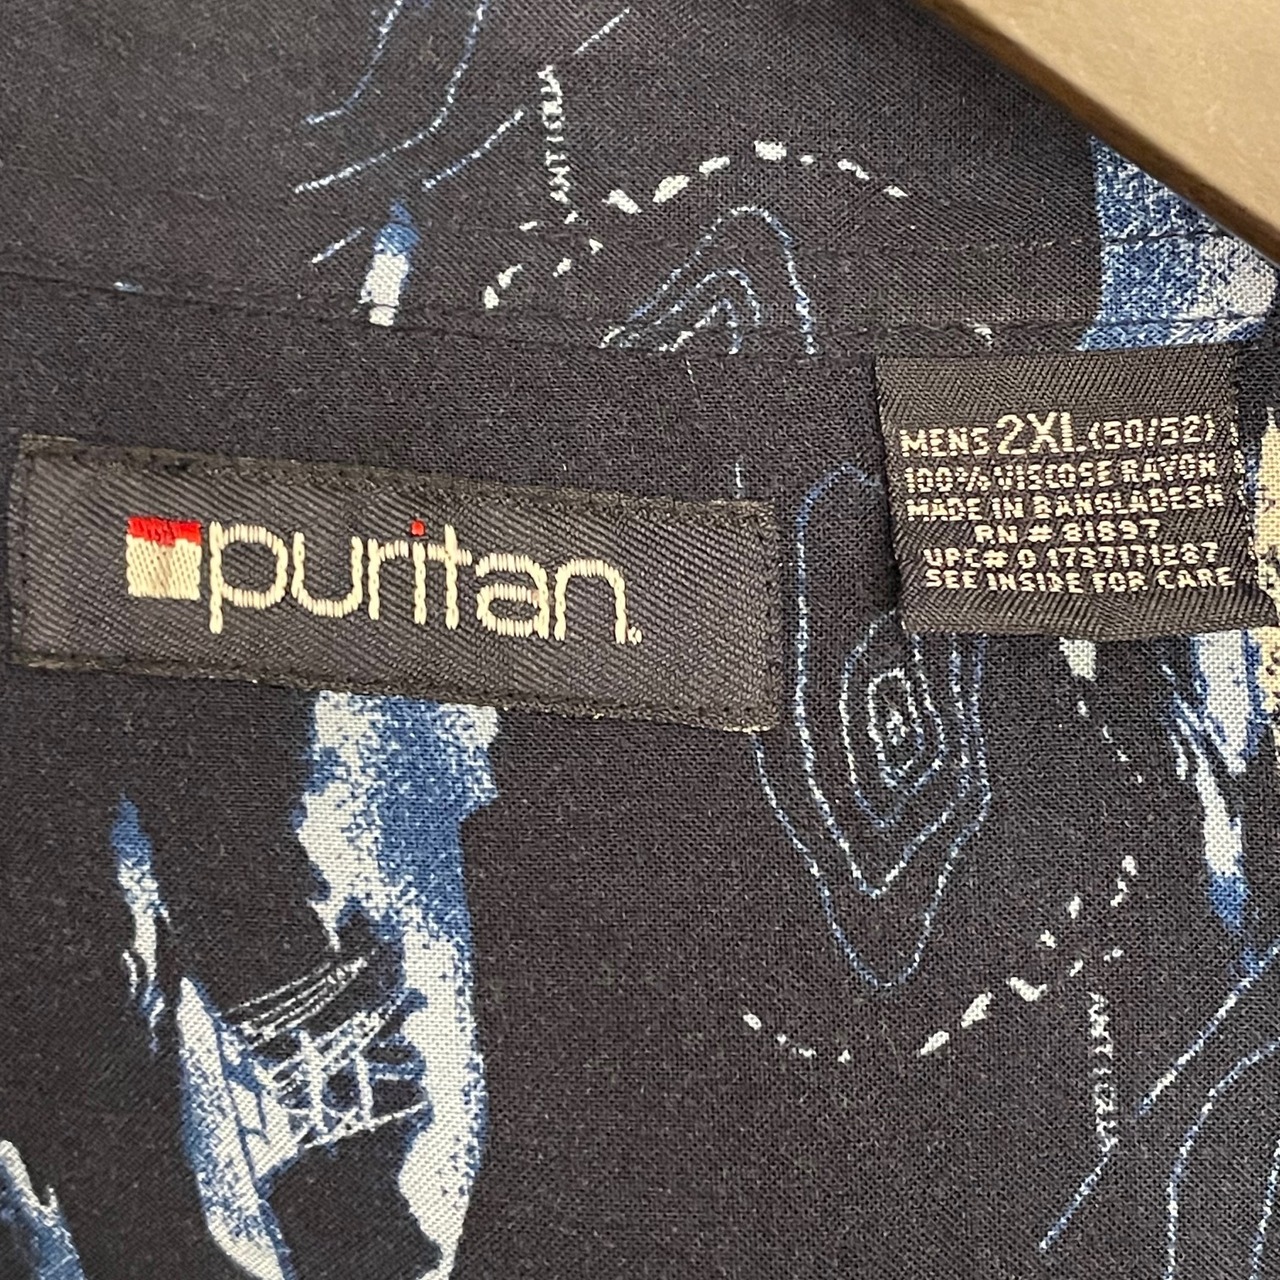 puritan.
MENS 2XL (50/52)
100% VISCOSE RAYON
MADE IN BANGLADESH
RN # 81897
UPC# 0 1737171287
SEE INSIDE FOR CARE